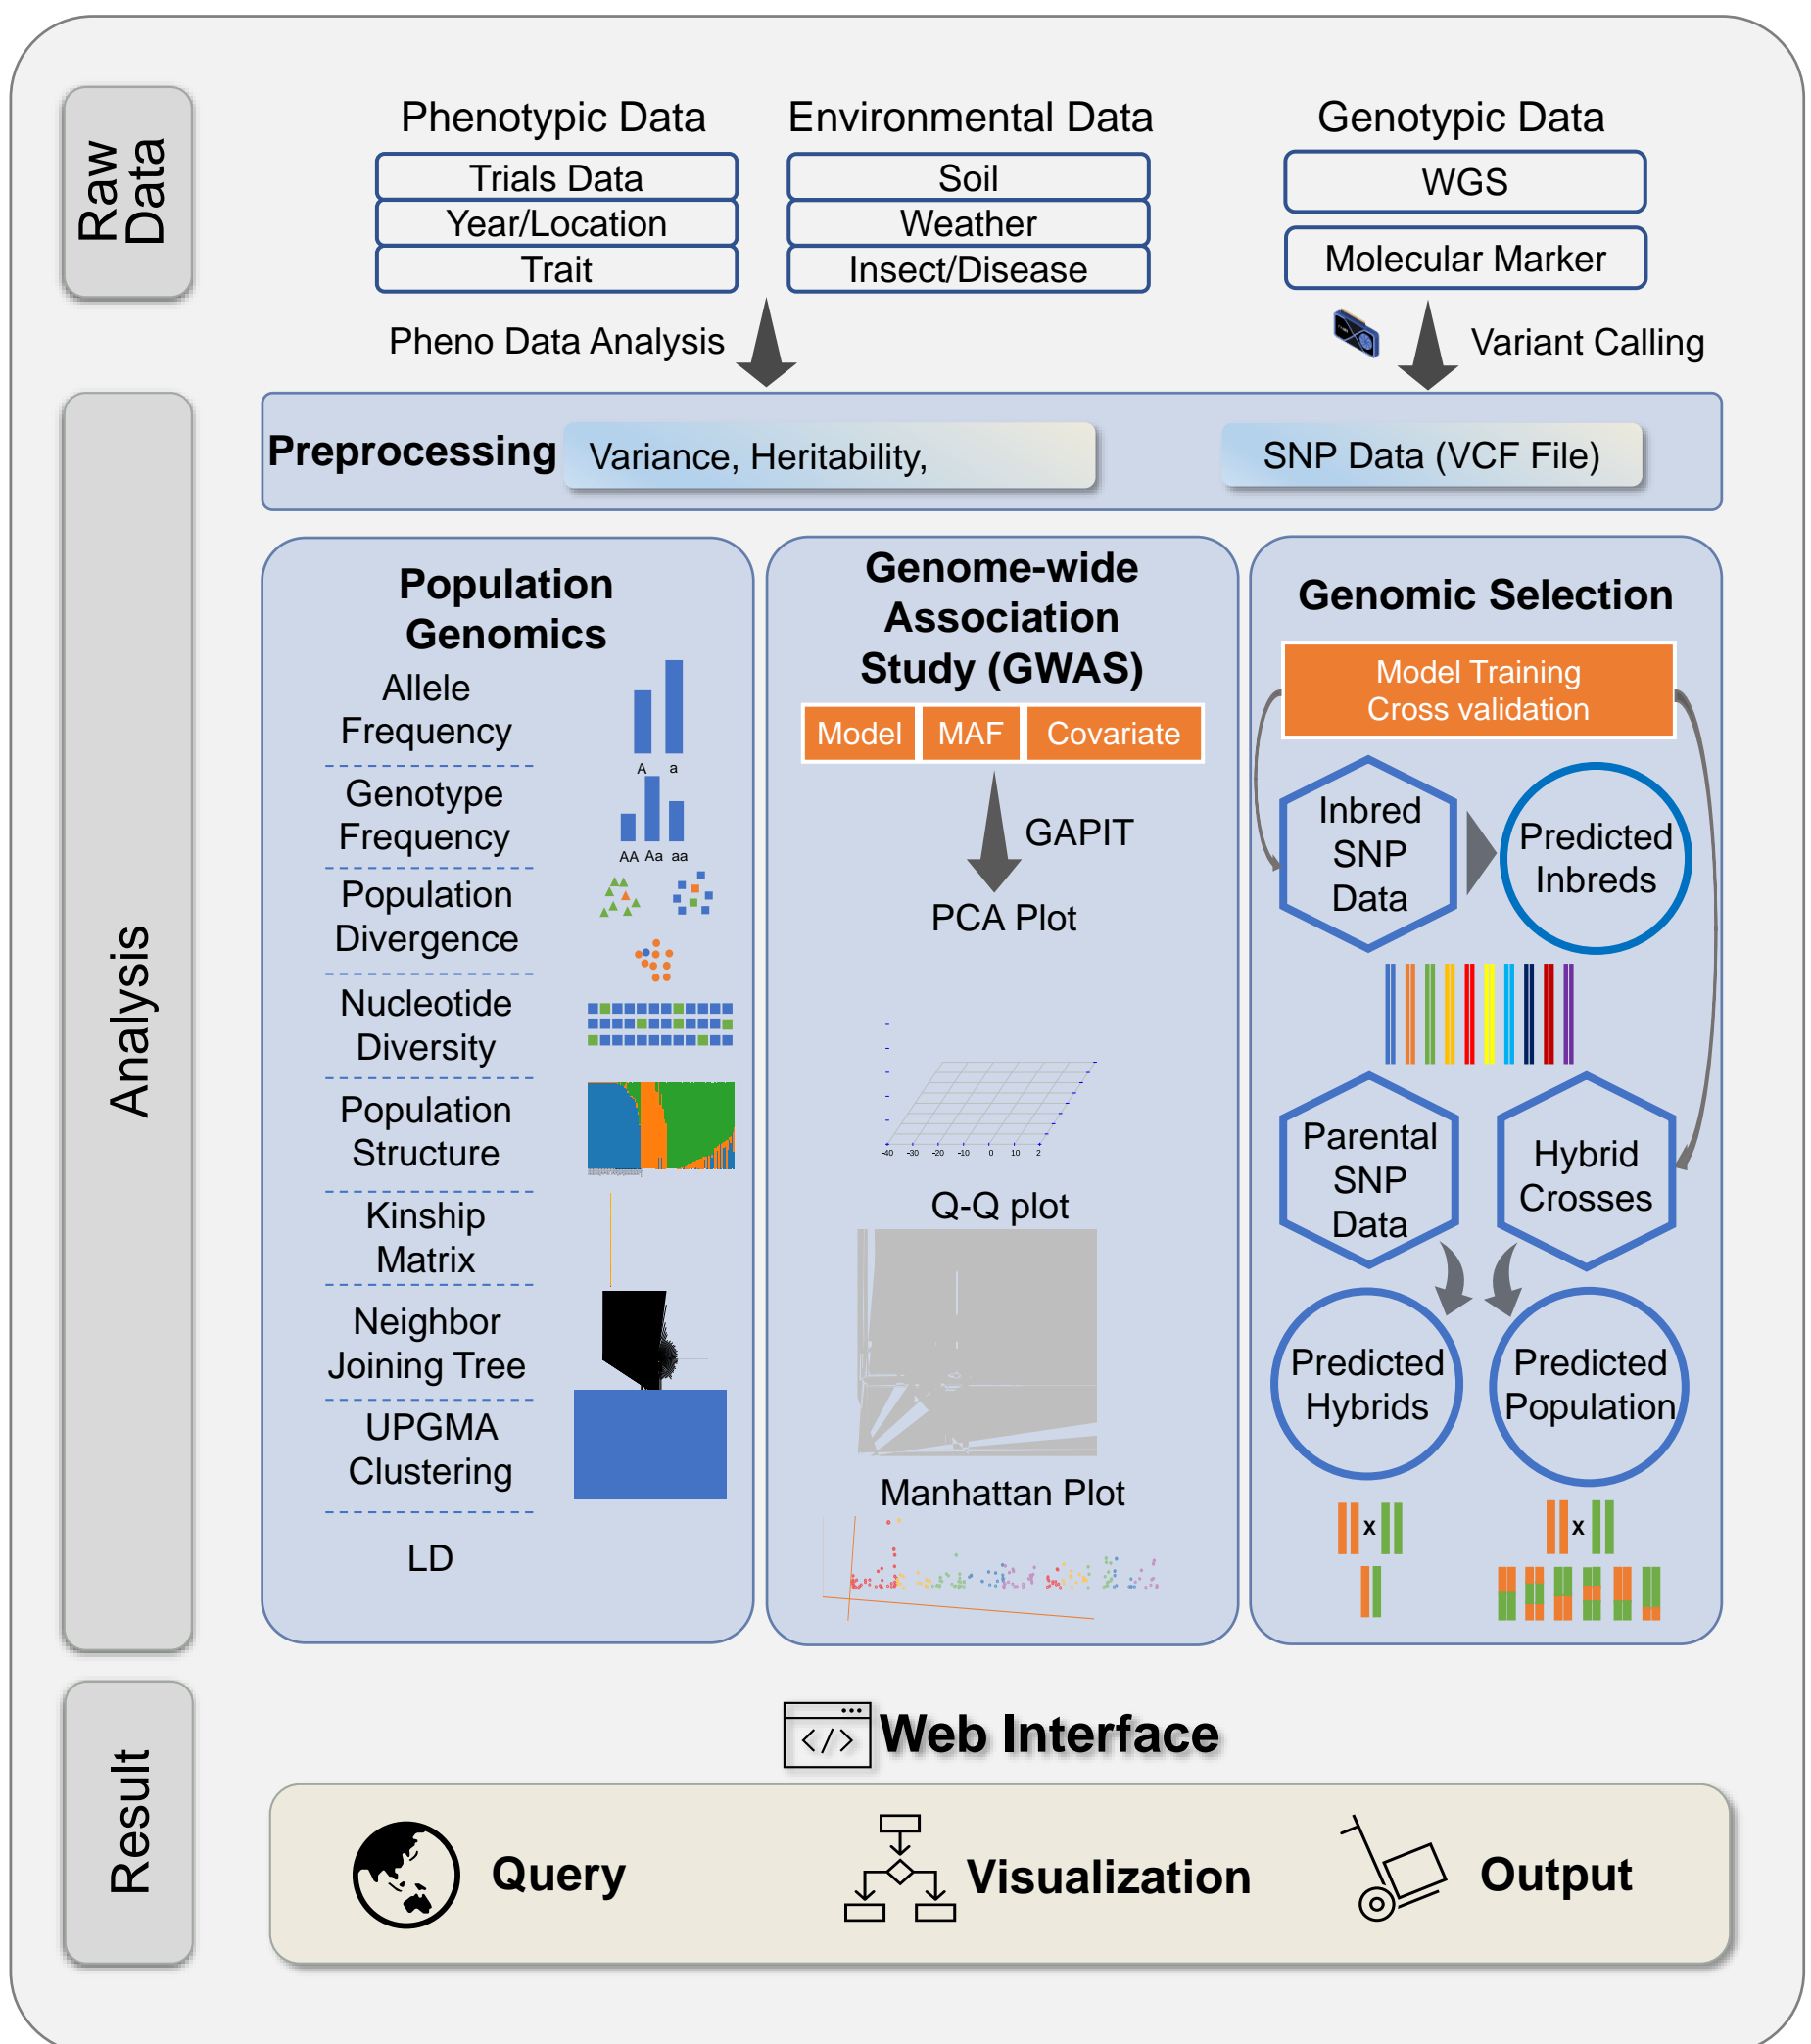 Raw
Data
Phenotypic Data
Trials Data
Year/Location
Trait
Environmental Data
Soil
Weather
Insect/Disease
Genotypic Data
WGS
Molecular Marker
Pheno Data Analysis
Variant Calling
Analysis
Preprocessing
Variance, Heritability,
SNP Data (VCF File)
Population
Genomics
Allele
Frequency
A a
Genotype
Frequency
AA Aa aa
Population
Divergence
Nucleotide
Diversity
Population
Structure
Kinship
Matrix
Neighbor
Joining Tree
UPGMA
Clustering
LD
Genome-wide
Association
Study (GWAS)
Model MAF Covariate
GAPIT
PCA Plot
-40 -30 -20 -10 0 10 2
Q-Q plot
Manhattan Plot
Genomic Selection
Model Training
Cross validation
Inbred
SNP
Data
Predicted
Inbreds
Parental
SNP
Data
Hybrid
Crosses
Predicted
Hybrids
Predicted
Population
x
x
Result
</> Web Interface
Query
Visualization
Output